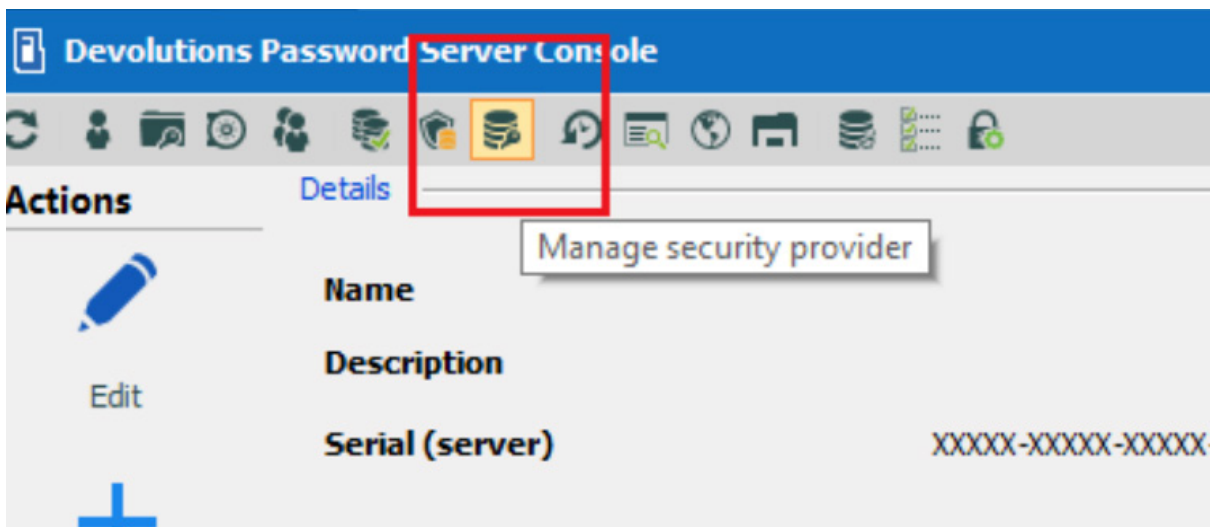 Devolutions Password Server Console
Actions
Details
Manage security provider
Name
Description
Edit
Serial (server)
XXXXX-XXXXX-XXXXX-